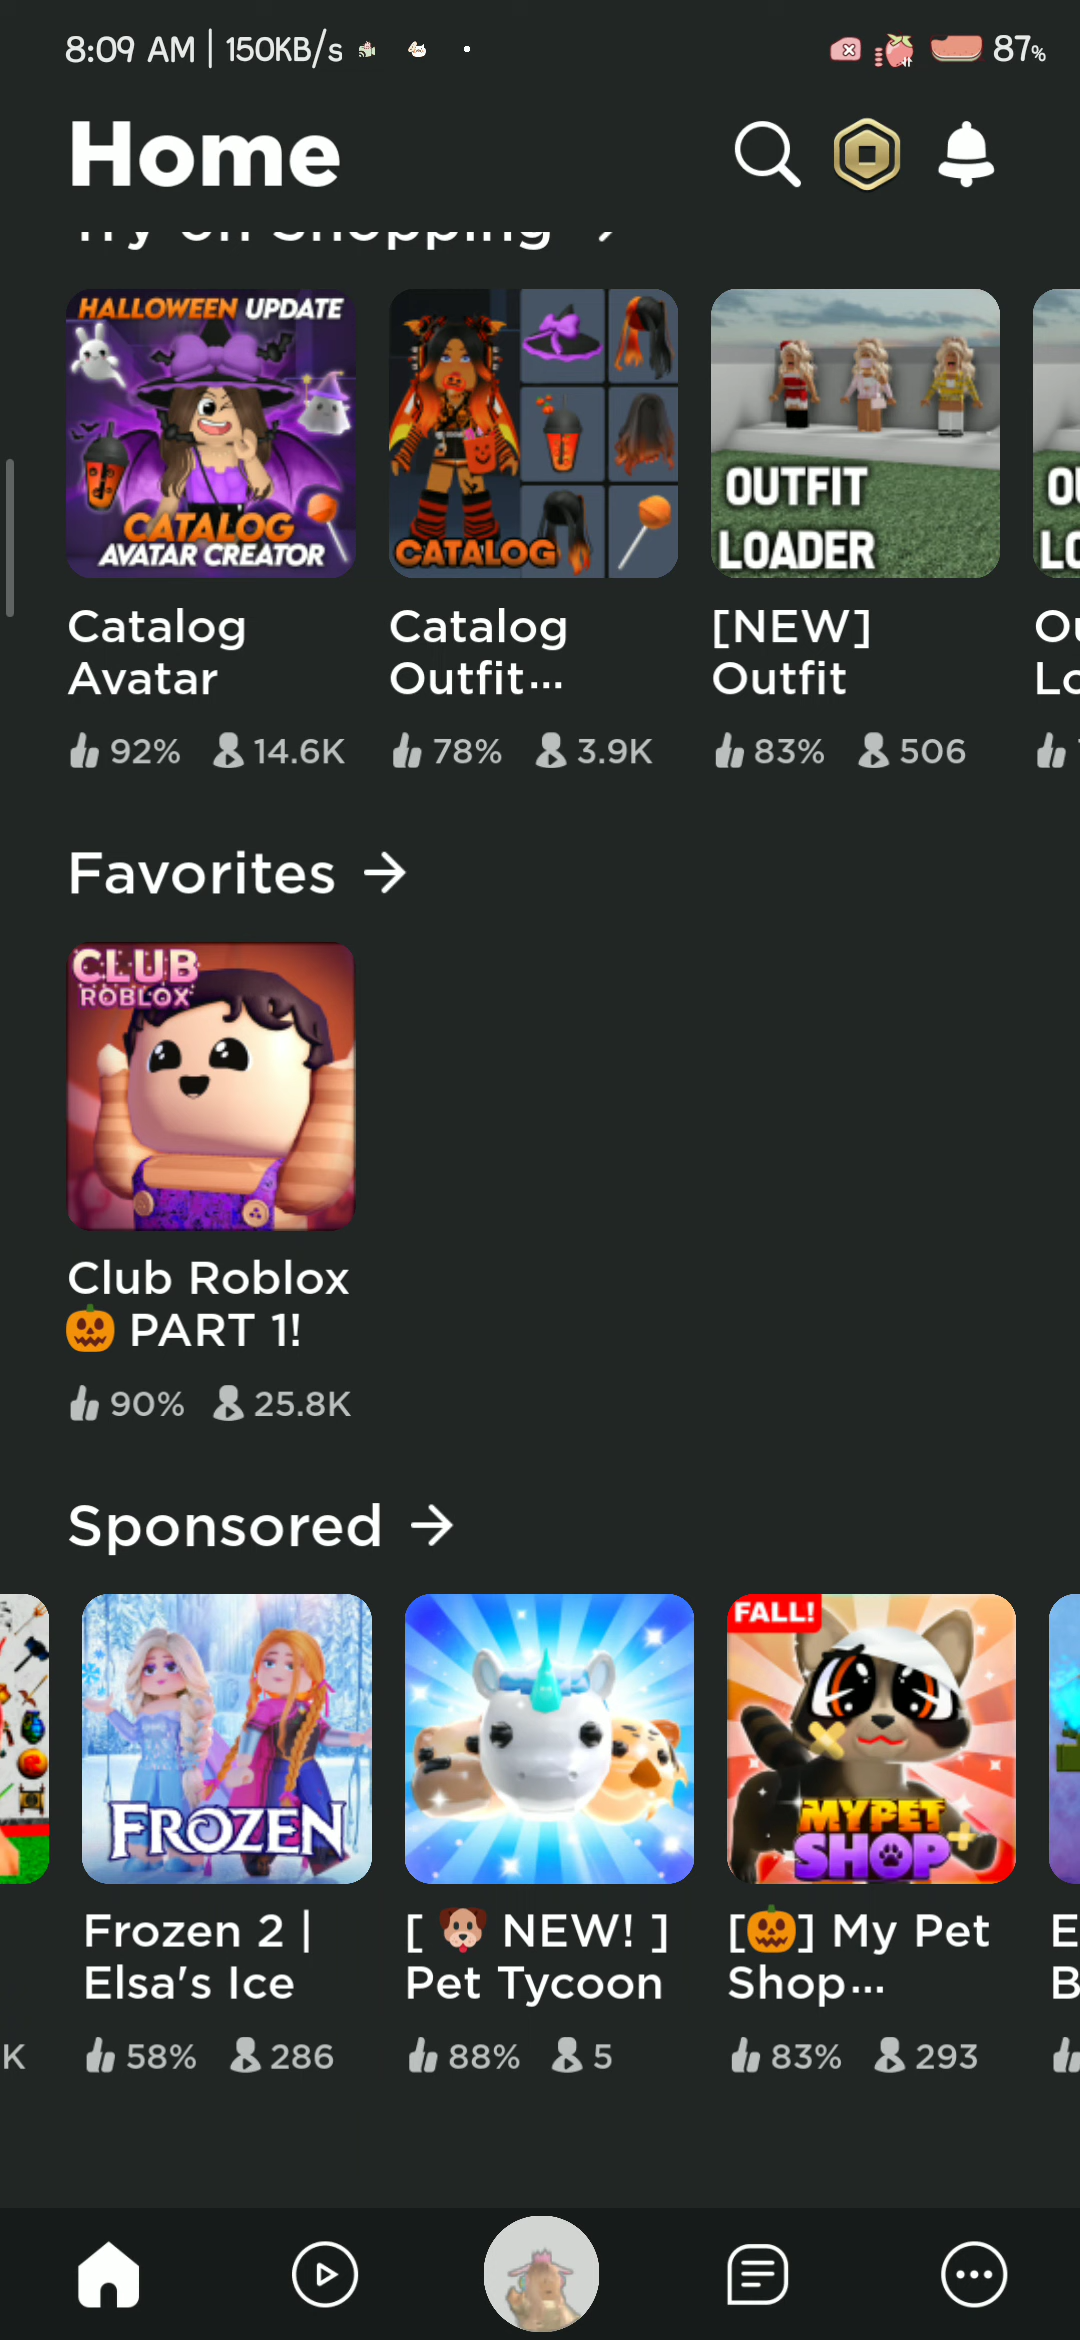 8:09 AM | 150KB/s
87%
Home
Try on Shopping
HALLOWEEN UPDATE
CATALOG
AVATAR CREATOR
CATALOG
OUTFIT
LOADER
Catalog
Avatar
92% 14.6K
Catalog
Outfit...
78% 3.9K
[NEW]
Outfit
83% 506
Favorites →
CLUB
ROBLOX
Club Roblox
🎃 PART 1!
90% 25.8K
Sponsored →
FROZEN
FALL!
MY PET
SHOP
K
Frozen 2 |
Elsa's Ice
58% 286
[ 🐶 NEW! ]
Pet Tycoon
88% 5
[🎃] My Pet
Shop...
83% 293